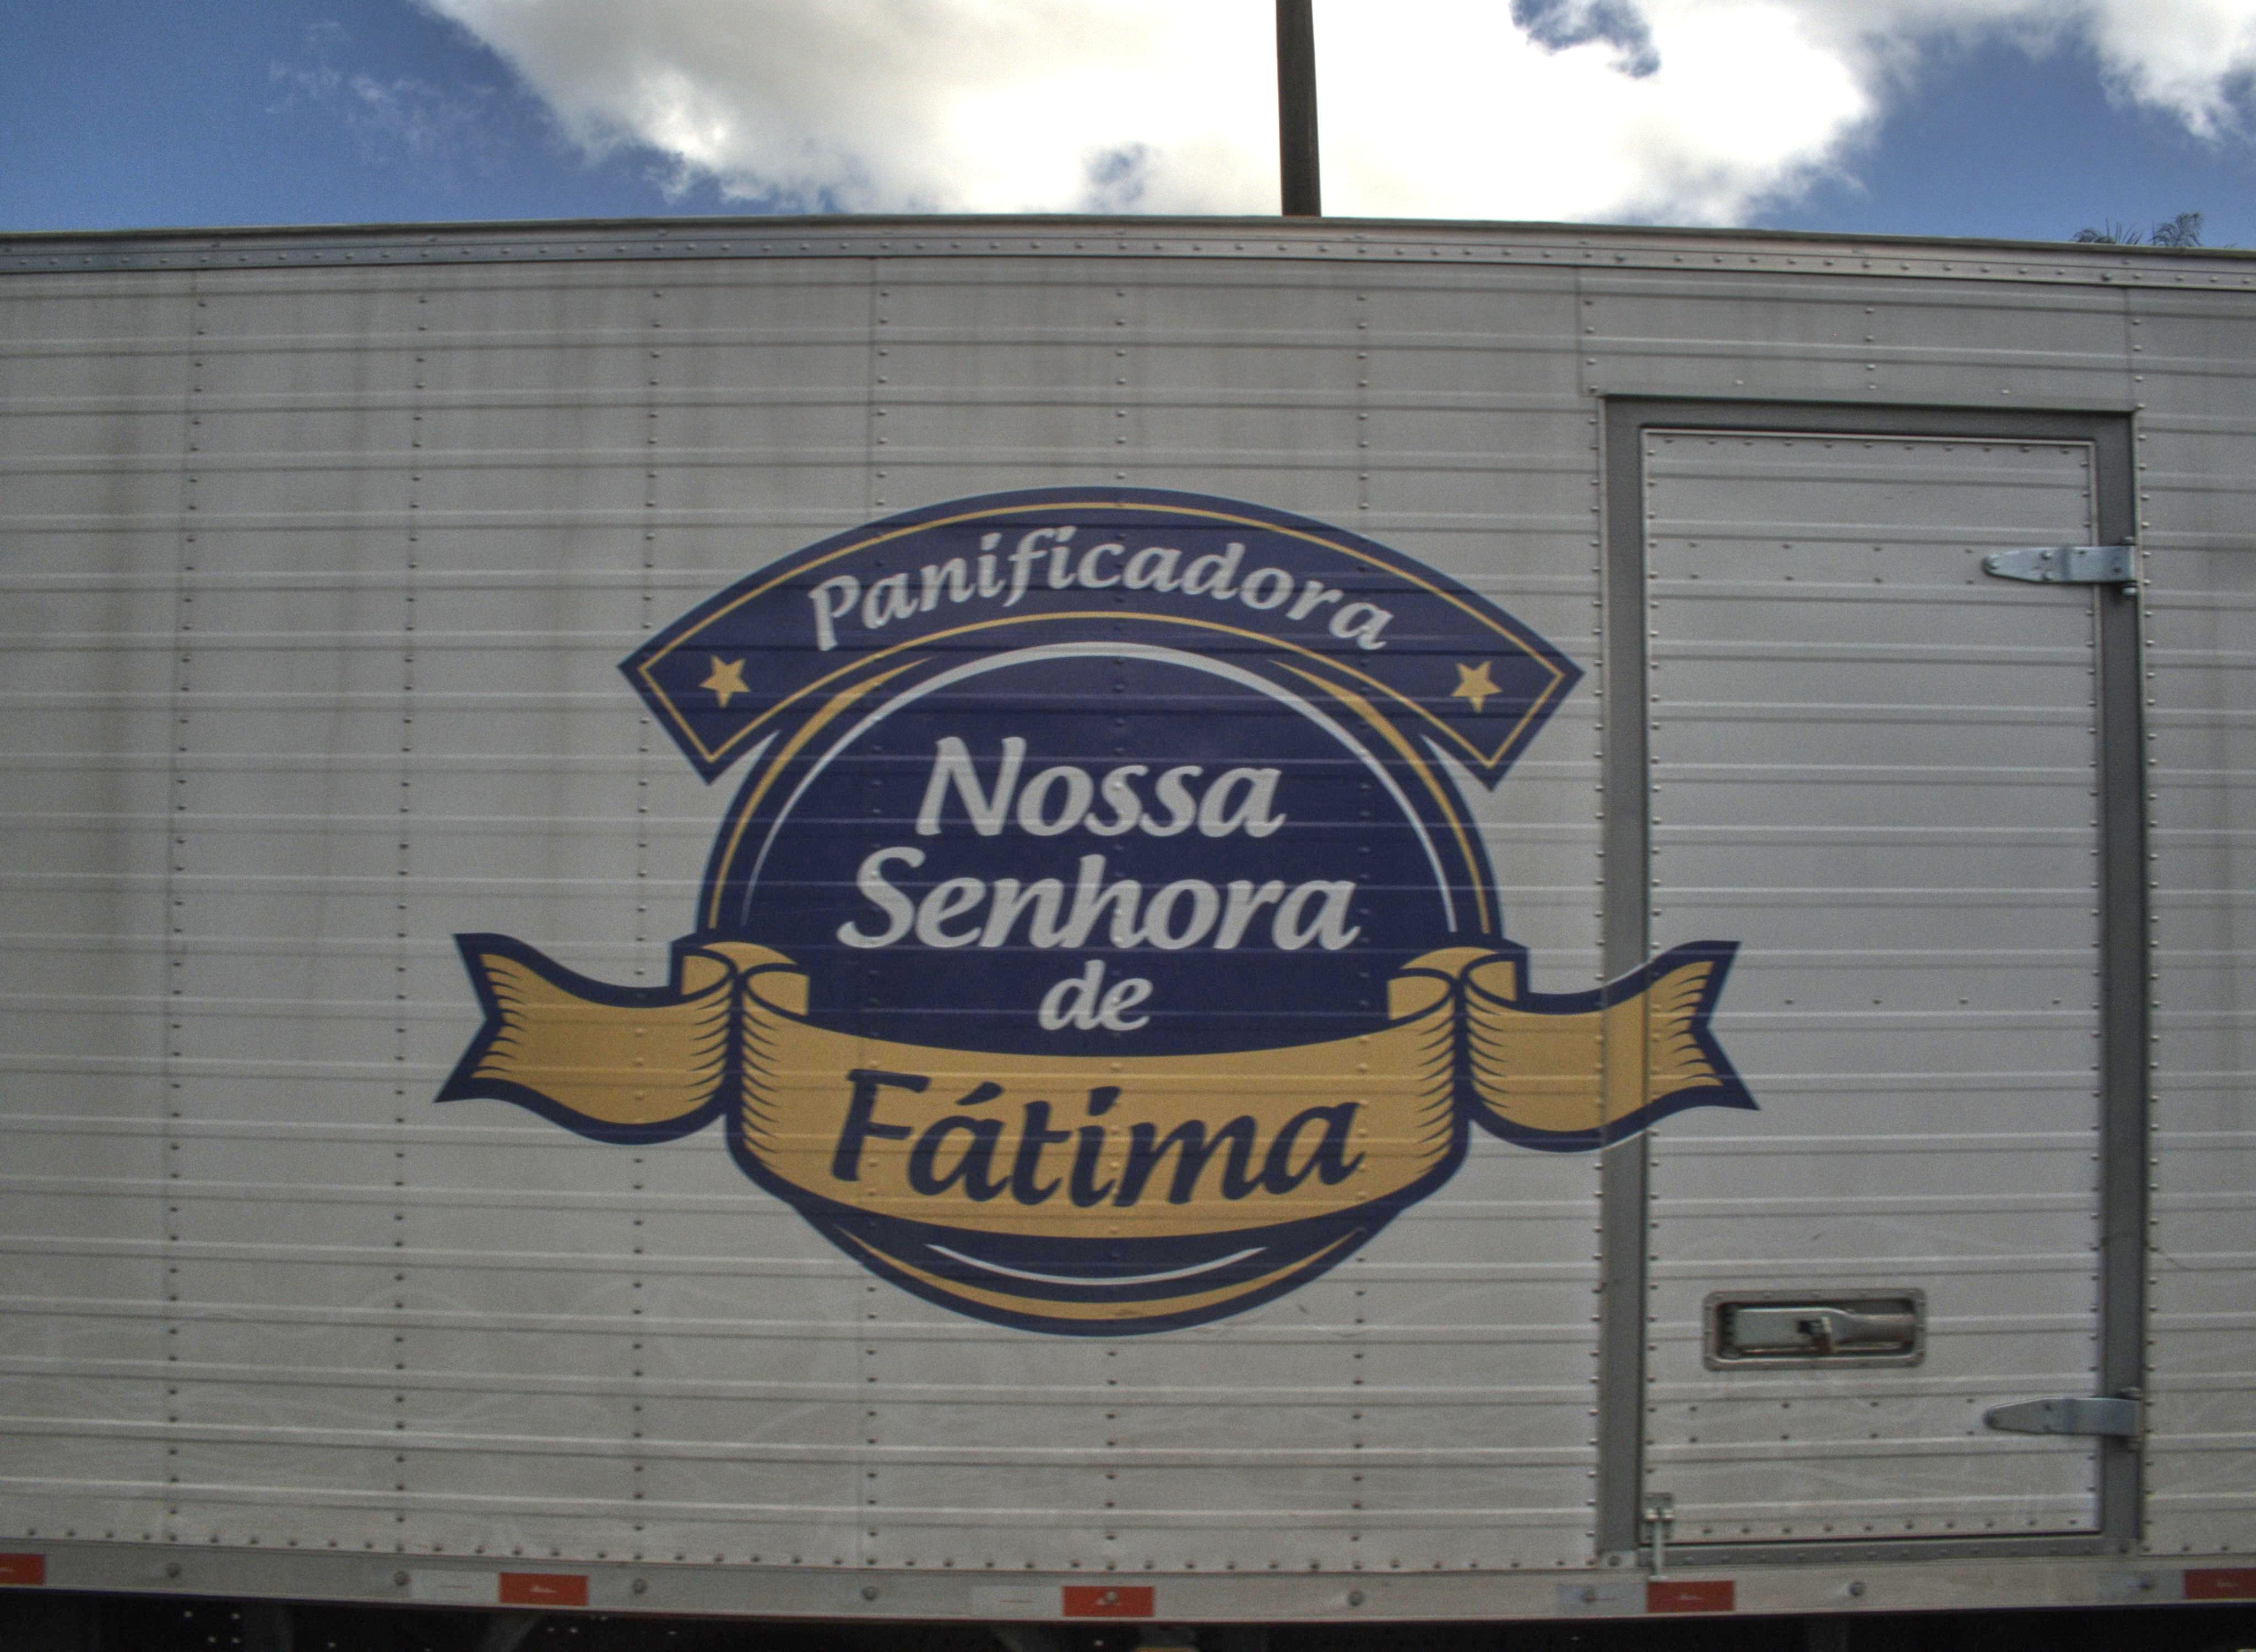 Panificadora
Nossa
Senhora
de
Fátima